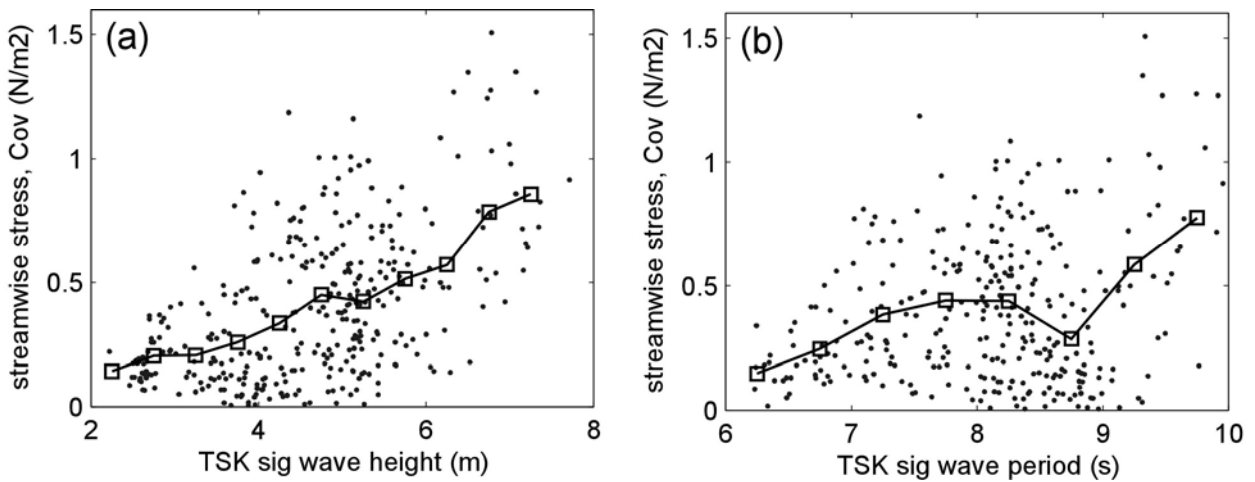 (a)
streamwise stress, Cov (N/m2)
1.5
1
0.5
0
2
4
6
8
TSK sig wave height (m)
(b)
streamwise stress, Cov (N/m2)
1.5
1
0.5
0
6
7
8
9
10
TSK sig wave period (s)